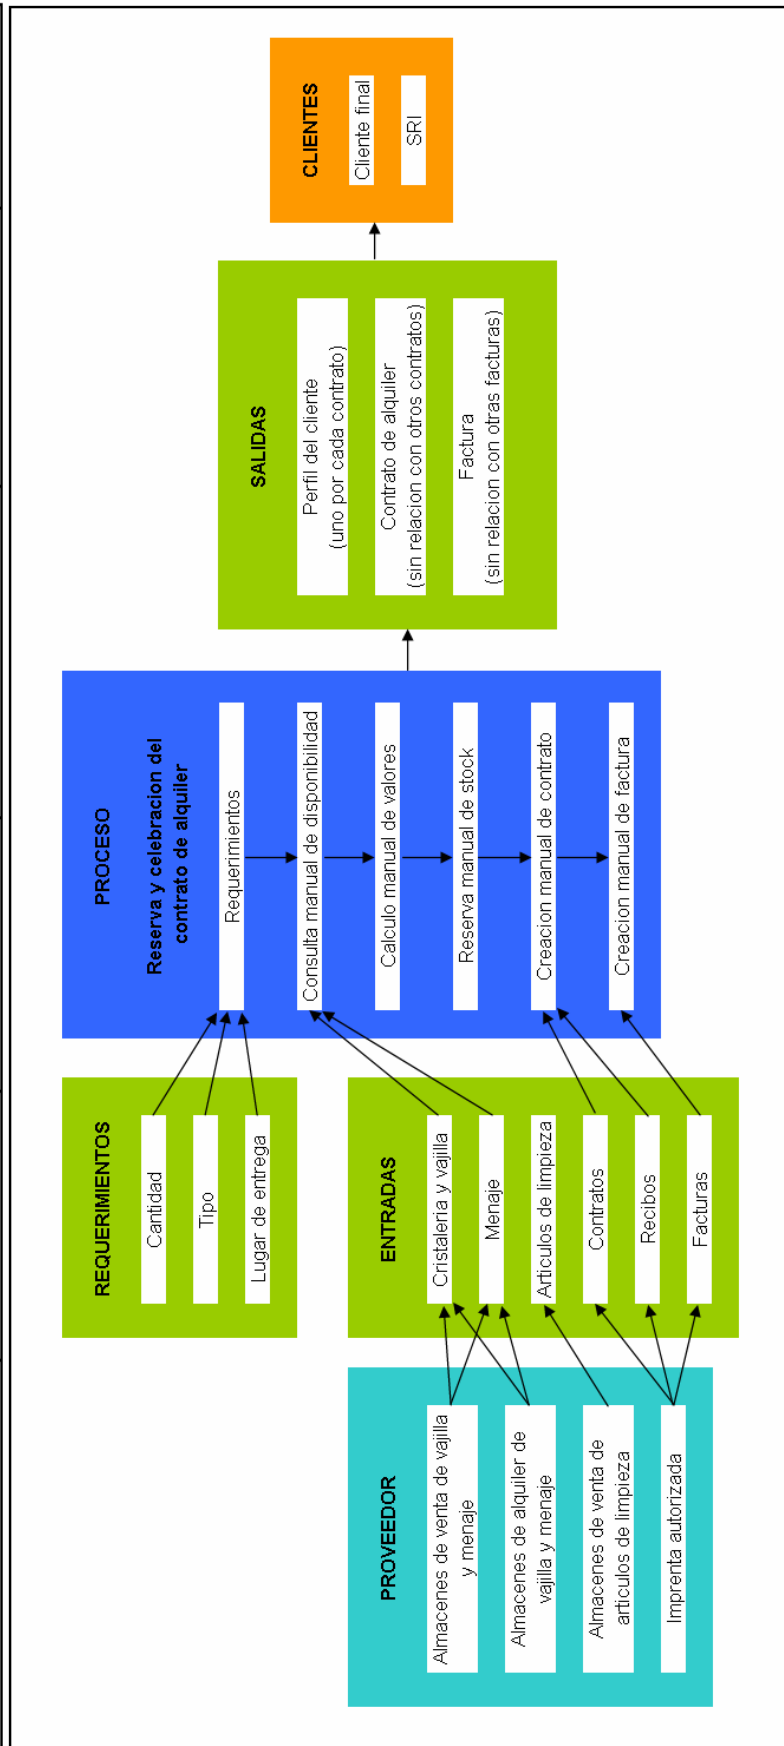 PROVEEDOR
Almacenes de venta de vajilla
y menaje
Almacenes de alquiler de
vajilla y menaje
Almacenes de venta de
articulos de limpieza
Imprenta autorizada
REQUERIMIENTOS
Cantidad
Tipo
Lugar de entrega
ENTRADAS
Cristaleria y vajilla
Menaje
Articulos de limpieza
Contratos
Recibos
Facturas
PROCESO
Reserva y celebracion del
contrato de alquiler
Requerimientos
Consulta manual de disponibilidad
Calculo manual de valores
Reserva manual de stock
Creacion manual de contrato
Creacion manual de factura
SALIDAS
Perfil del cliente
(uno por cada contrato)
Contrato de alquiler
(sin relacion con otros contratos)
Factura
(sin relacion con otras facturas)
CLIENTES
Cliente final
SRI